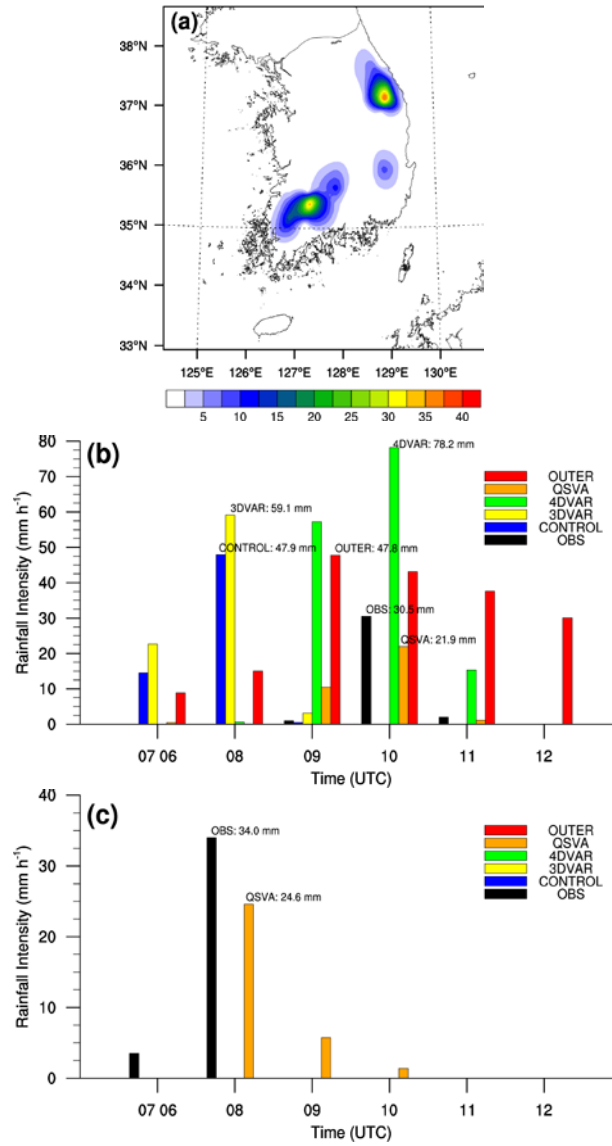 (a)
38°N
37°N
36°N
35°N
34°N
33°N
125°E 126°E 127°E 128°E 129°E 130°E
5 10 15 20 25 30 35 40
(b)
80
70
60
50
40
30
20
10
0
Rainfall Intensity (mm h⁻¹)
4DVAR: 78.2 mm
3DVAR: 59.1 mm
CONTROL: 47.9 mm
OUTER: 47.8 mm
OBS: 30.5 mm
QSVA: 21.9 mm
OUTER
QSVA
4DVAR
3DVAR
CONTROL
OBS
07 06 08 09 10 11 12
Time (UTC)
(c)
40
30
20
10
0
Rainfall Intensity (mm h⁻¹)
OBS: 34.0 mm
QSVA: 24.6 mm
OUTER
QSVA
4DVAR
3DVAR
CONTROL
OBS
07 06 08 09 10 11 12
Time (UTC)